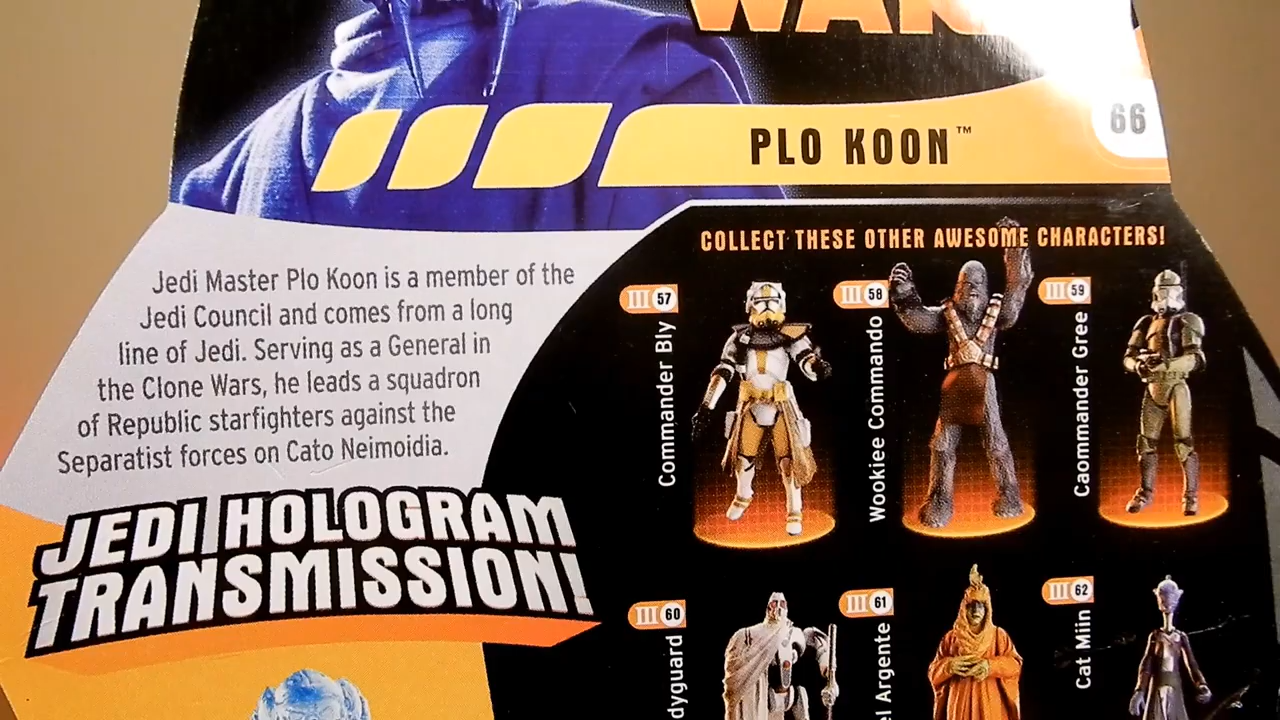 WAR
PLO KOON™
66
Jedi Master Plo Koon is a member of the
Jedi Council and comes from a long
line of Jedi. Serving as a General in
the Clone Wars, he leads a squadron
of Republic starfighters against the
Separatist forces on Cato Neimoidia.
JEDI HOLOGRAM
TRANSMISSION!
COLLECT THESE OTHER AWESOME CHARACTERS!
III 57
Commander Bly
III 58
Wookiee Commando
III 59
Caommander Gree
III 60
dyguard
III 61
el Argente
III 62
Cat Miin